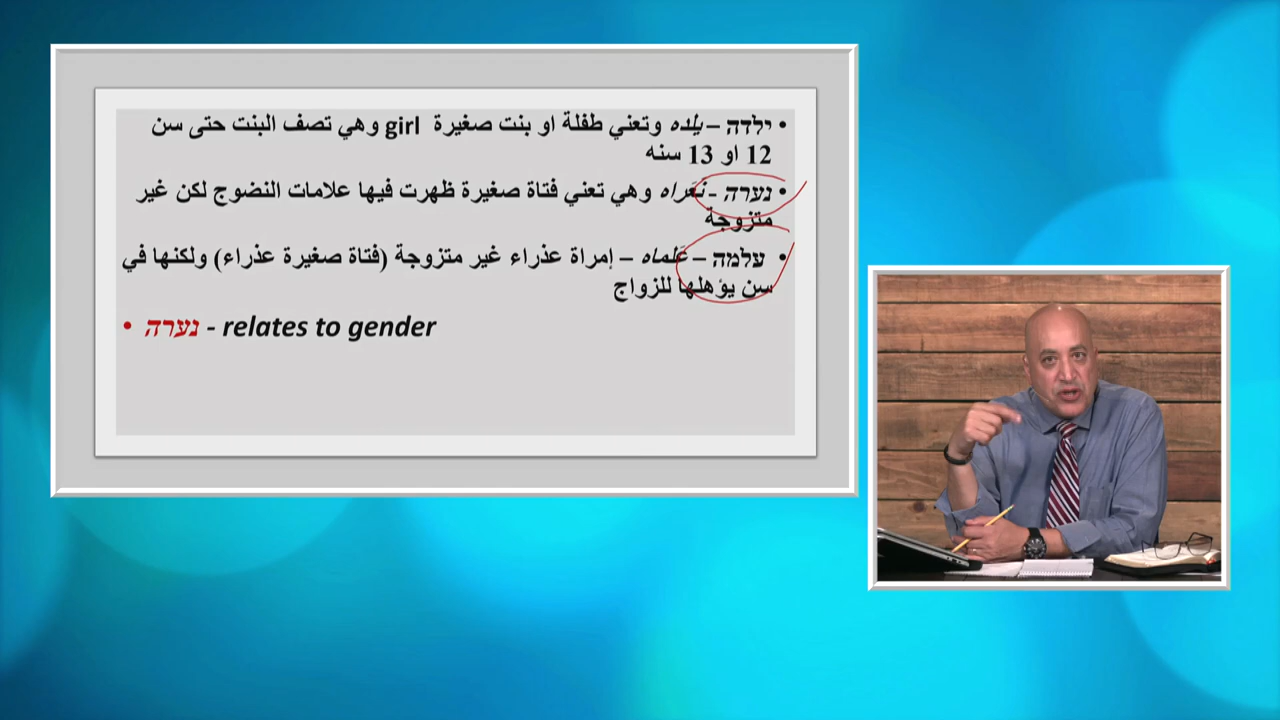 • ילדה – يلده وتعني طفلة او بنت صغيرة girl وهي تصف البنت حتى سن
12 او 13 سنه
• נערה - نَعَراه وهي تعني فتاة صغيرة ظهرت فيها علامات النضوج لكن غير
متزوجة
• עלמה – عَلماه – إمراة عذراء غير متزوجة (فتاة صغيرة عذراء) ولكنها في
سن يؤهلها للزواج
• נערה - relates to gender